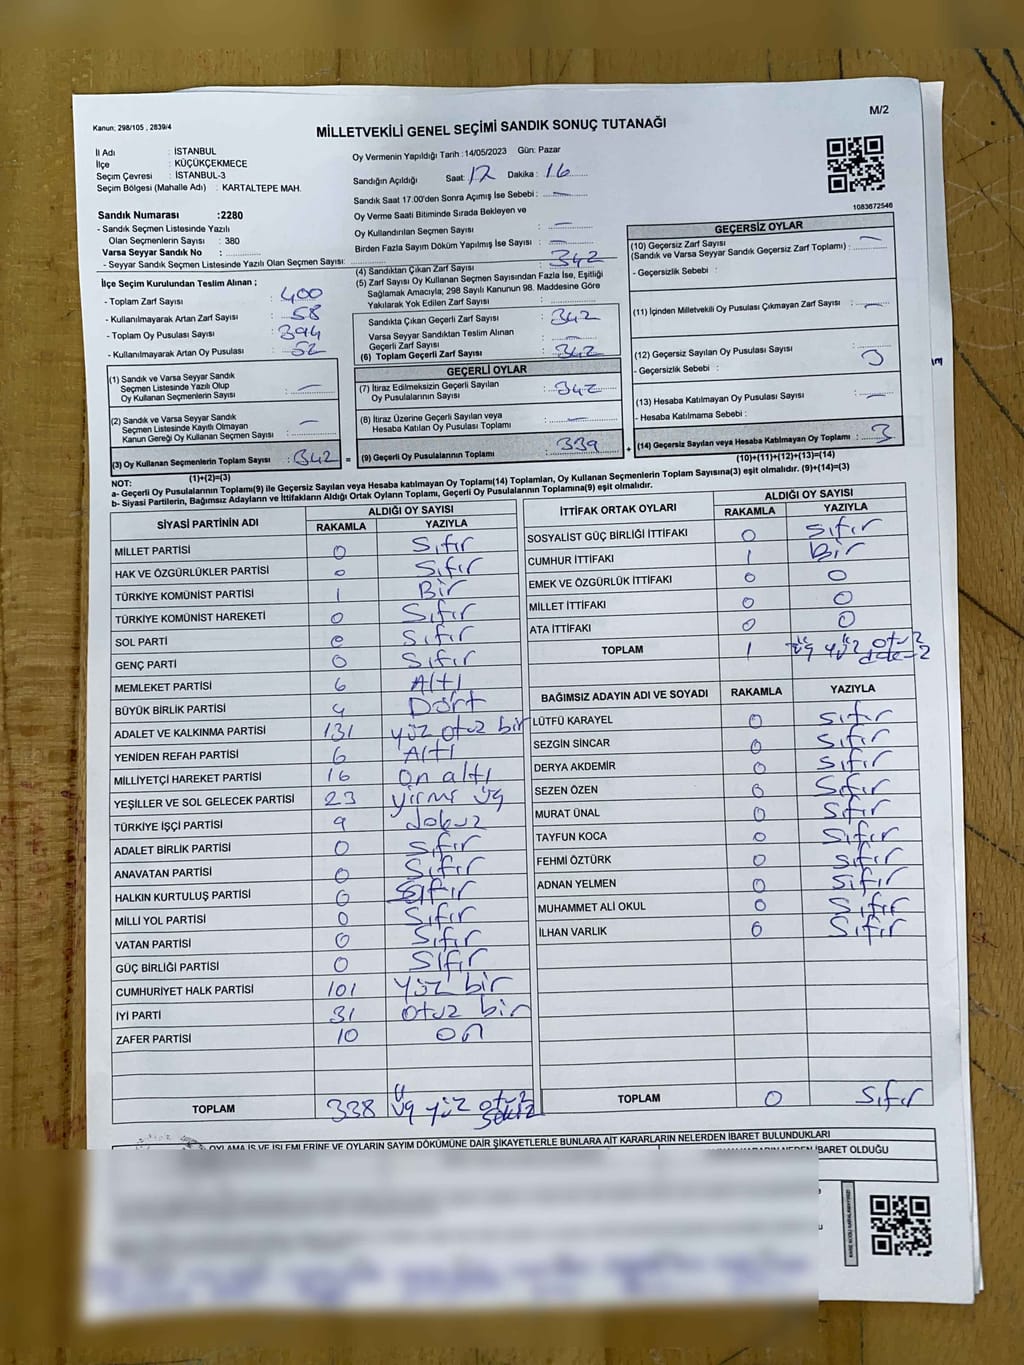 M/2
Kanun; 298/105 , 2839/4
MİLLETVEKİLİ GENEL SEÇİMİ SANDIK SONUÇ TUTANAĞI
İl Adı : İSTANBUL
İlçe : KÜÇÜKÇEKMECE
Seçim Çevresi : İSTANBUL-3
Seçim Bölgesi (Mahalle Adı) : KARTALTEPE MAH.
Sandık Numarası :2280
- Sandık Seçmen Listesinde Yazılı
Olan Seçmenlerin Sayısı : 380
Varsa Seyyar Sandık No :
- Seyyar Sandık Seçmen Listesinde Yazılı Olan Seçmen Sayısı:
İlçe Seçim Kurulundan Teslim Alınan ;
- Toplam Zarf Sayısı : 400
- Kullanılmayarak Artan Zarf Sayısı : 58
- Toplam Oy Pusulası Sayısı : 394
- Kullanılmayarak Artan Oy Pusulası : 52
(1) Sandık ve Varsa Seyyar Sandık
Seçmen Listesinde Yazılı Olup
Oy Kullanan Seçmenlerin Sayısı : —
(2) Sandık ve Varsa Seyyar Sandık
Seçmen Listesinde Kayıtlı Olmayan
Kanun Gereği Oy Kullanan Seçmen Sayısı : —
(3) Oy Kullanan Seçmenlerin Toplam Sayısı : 342 =
(1)+(2)=(3)
Oy Vermenin Yapıldığı Tarih :14/05/2023 Gün: Pazar
Sandığın Açıldığı Saat: 17 Dakika : 16
Sandık Saat 17.00'den Sonra Açımış İse Sebebi : —
Oy Verme Saati Bitiminde Sırada Bekleyen ve
Oy Kullandırılan Seçmen Sayısı : —
Birden Fazla Sayım Döküm Yapılmış İse Sayısı : —
(4) Sandıktan Çıkan Zarf Sayısı : 342
(5) Zarf Sayısı Oy Kullanan Seçmen Sayısından Fazla İse, Eşitliği
Sağlamak Amacıyla; 298 Sayılı Kanunun 98. Maddesine Göre
Yakılarak Yok Edilen Zarf Sayısı :
Sandıkta Çıkan Geçerli Zarf Sayısı : 342
Varsa Seyyar Sandıktan Teslim Alınan
Geçerli Zarf Sayısı : —
(6) Toplam Geçerli Zarf Sayısı : 342
GEÇERLİ OYLAR
(7) İtiraz Edilmeksizin Geçerli Sayılan
Oy Pusulasının Sayısı : 342
(8) İtiraz Üzerine Geçerli Sayılan veya
Hesaba Katılan Oy Pusulası Toplamı : —
(9) Geçerli Oy Pusulalarının Toplamı : 339 +
1083672546
GEÇERSİZ OYLAR
(10) Geçersiz Zarf Sayısı
(Sandık ve Varsa Seyyar Sandık Geçersiz Zarf Toplamı) : —
- Geçersizlik Sebebi :
(11) İçinden Milletvekili Oy Pusulası Çıkmayan Zarf Sayısı : —
(12) Geçersiz Sayılan Oy Pusulası Sayısı : 3
- Geçersizlik Sebebi :
(13) Hesaba Katılmayan Oy Pusulası Sayısı : —
- Hesaba Katılmama Sebebi :
(14) Geçersiz Sayılan veya Hesaba Katılmayan Oy Toplamı : 3
(10)+(11)+(12)+(13)=(14)
NOT:
a- Geçerli Oy Pusulalarının Toplamı(9) ile Geçersiz Sayılan veya Hesaba katılmayan Oy Toplamı(14) Toplamları, Oy Kullanan Seçmenlerin Toplam Sayısına(3) eşit olmalıdır. (9)+(14)=(3)
b- Siyasi Partilerin, Bağımsız Adayların ve İttifakların Aldığı Ortak Oyların Toplamı, Geçerli Oy Pusulalarının Toplamına(9) eşit olmalıdır.
SİYASİ PARTİNİN ADI ALDIĞI OY SAYISI
RAKAMLA YAZIYLA
MİLLET PARTİSİ 0 Sıfır
HAK VE ÖZGÜRLÜKLER PARTİSİ 0 Sıfır
TÜRKİYE KOMÜNİST PARTİSİ 1 Bir
TÜRKİYE KOMÜNİST HAREKETİ 0 Sıfır
SOL PARTİ 0 Sıfır
GENÇ PARTİ 0 Sıfır
MEMLEKET PARTİSİ 6 Altı
BÜYÜK BİRLİK PARTİSİ 4 Dört
ADALET VE KALKINMA PARTİSİ 131 yüz otuz bir
YENİDEN REFAH PARTİSİ 6 Altı
MİLLİYETÇİ HAREKET PARTİSİ 16 on altı
YEŞİLLER VE SOL GELECEK PARTİSİ 23 yirmi üç
TÜRKİYE İŞÇİ PARTİSİ 9 dokuz
ADALET BİRLİK PARTİSİ 0 Sıfır
ANAVATAN PARTİSİ 0 Sıfır
HALKIN KURTULUŞ PARTİSİ 0 Sıfır
MİLLİ YOL PARTİSİ 0 Sıfır
VATAN PARTİSİ 0 Sıfır
GÜÇ BİRLİĞİ PARTİSİ 0 Sıfır
CUMHURİYET HALK PARTİSİ 101 Yüz bir
İYİ PARTİ 31 Otuz bir
ZAFER PARTİSİ 10 On
TOPLAM 338 Üç yüz otuz sekiz
İTTİFAK ORTAK OYLARI ALDIĞI OY SAYISI
RAKAMLA YAZIYLA
SOSYALİST GÜÇ BİRLİĞİ İTTİFAKI 0 Sıfır
CUMHUR İTTİFAKI 1 Bir
EMEK VE ÖZGÜRLÜK İTTİFAKI 0 0
MİLLET İTTİFAKI 0 0
ATA İTTİFAKI 0 0
TOPLAM 1 üç yüz otuz
BAĞIMSIZ ADAYIN ADI VE SOYADI RAKAMLA YAZIYLA
LÜTFÜ KARAYEL 0 Sıfır
SEZGİN SİNCAR 0 Sıfır
DERYA AKDEMİR 0 Sıfır
SEZEN ÖZEN 0 Sıfır
MURAT ÜNAL 0 Sıfır
TAYFUN KOCA 0 Sıfır
FEHMİ ÖZTÜRK 0 Sıfır
ADNAN YELMEN 0 Sıfır
MUHAMMET ALİ OKUL 0 Sıfır
İLHAN VARLIK 0 Sıfır
TOPLAM 0 Sıfır
OYLAMA İŞ VE İŞLEMLERİNE VE OYLARIN SAYIM DÖKÜMÜNE DAİR ŞİKAYETLERLE BUNLARA AİT KARARLARIN NELERDEN İBARET BULUNDUKLARI
İBARET OLDUĞU